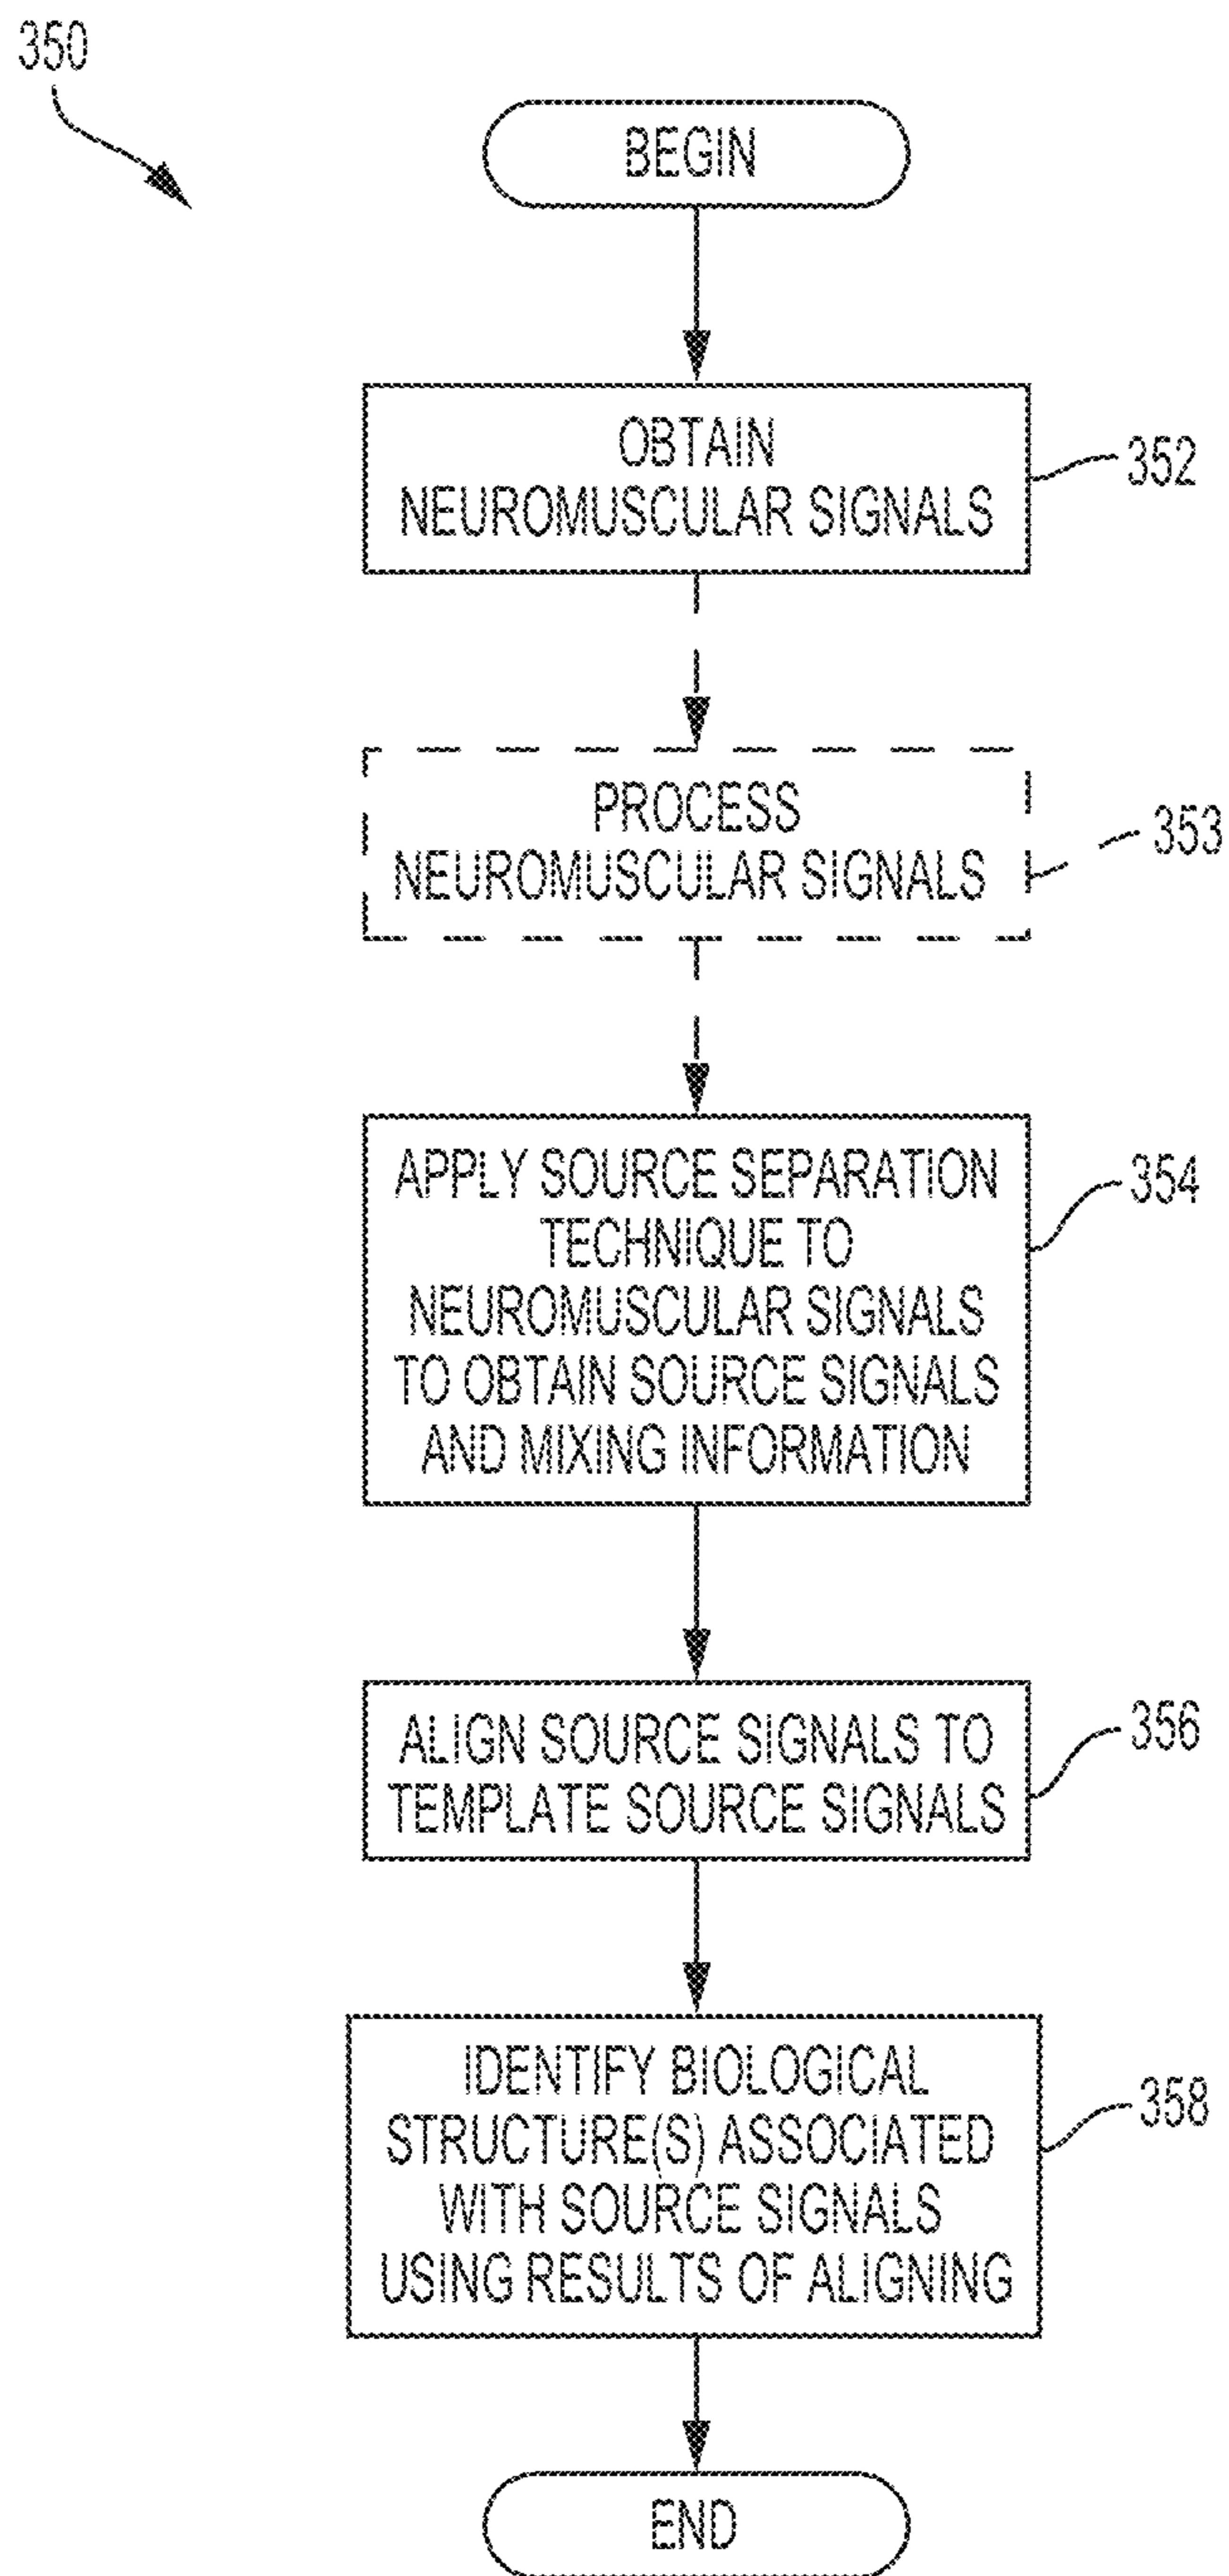 350
BEGIN
OBTAIN
NEUROMUSCULAR SIGNALS
352
PROCESS
NEUROMUSCULAR SIGNALS
353
APPLY SOURCE SEPARATION
TECHNIQUE TO
NEUROMUSCULAR SIGNALS
TO OBTAIN SOURCE SIGNALS
AND MIXING INFORMATION
354
ALIGN SOURCE SIGNALS TO
TEMPLATE SOURCE SIGNALS
356
IDENTIFY BIOLOGICAL
STRUCTURE(S) ASSOCIATED
WITH SOURCE SIGNALS
USING RESULTS OF ALIGNING
358
END